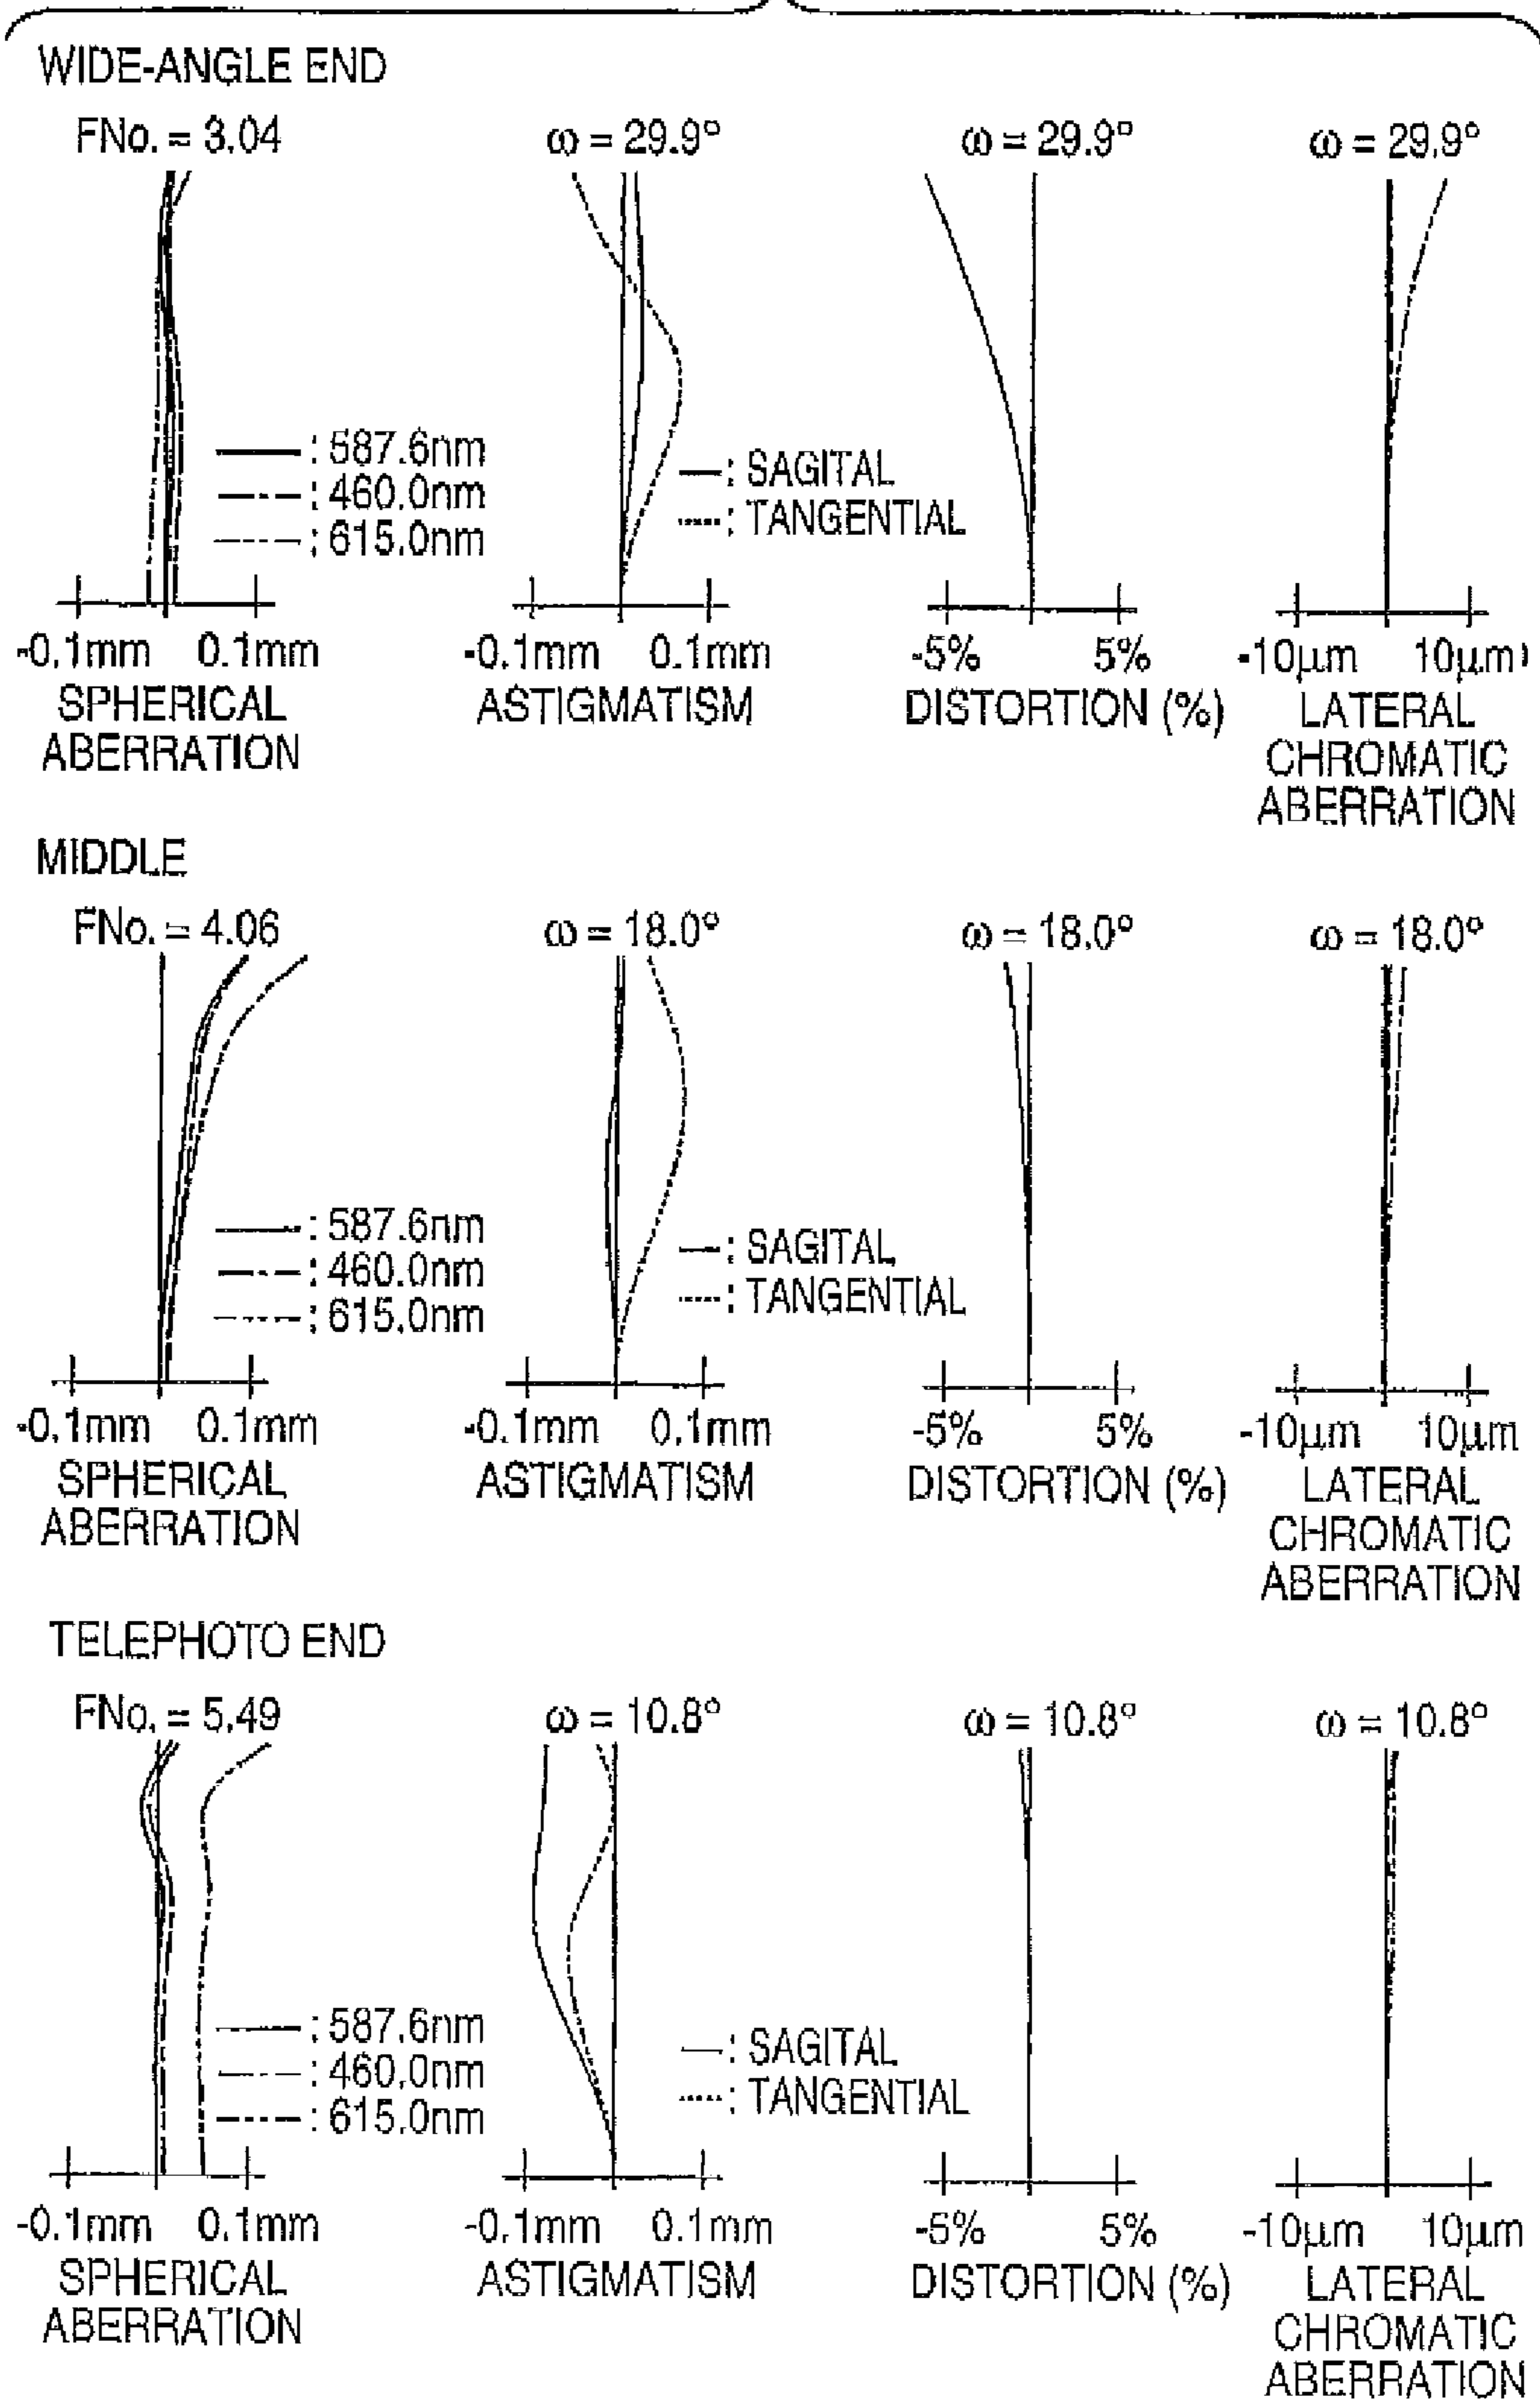 WIDE-ANGLE END
FNo. = 3.04
ω = 29.9°
ω = 29.9°
ω = 29.9°
: 587.6nm
: 460.0nm
: 615.0nm
: SAGITAL
: TANGENTIAL
-0.1mm 0.1mm
-0.1mm 0.1mm
-5% 5%
-10μm 10μm
SPHERICAL
ABERRATION
ASTIGMATISM
DISTORTION (%)
LATERAL
CHROMATIC
ABERRATION
MIDDLE
FNo. = 4.06
ω = 18.0°
ω = 18.0°
ω = 18.0°
: 587.6nm
: 460.0nm
: 615.0nm
: SAGITAL
: TANGENTIAL
-0.1mm 0.1mm
-0.1mm 0.1mm
-5% 5%
-10μm 10μm
SPHERICAL
ABERRATION
ASTIGMATISM
DISTORTION (%)
LATERAL
CHROMATIC
ABERRATION
TELEPHOTO END
FNo. = 5.49
ω = 10.8°
ω = 10.8°
ω = 10.8°
: 587.6nm
: 460.0nm
: 615.0nm
: SAGITAL
: TANGENTIAL
-0.1mm 0.1mm
-0.1mm 0.1mm
-5% 5%
-10μm 10μm
SPHERICAL
ABERRATION
ASTIGMATISM
DISTORTION (%)
LATERAL
CHROMATIC
ABERRATION